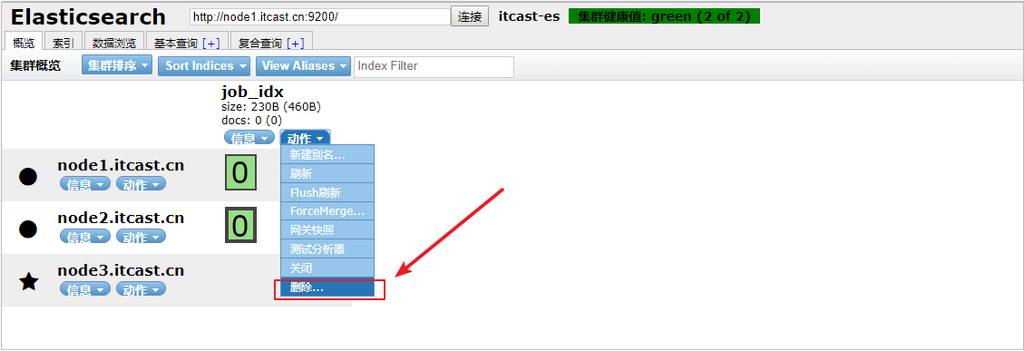 Elasticsearch http://node1.itcast.cn:9200/ 连接 itcast-es 集群健康值: green (2 of 2)
概览 索引 数据浏览 基本查询 [+] 复合查询 [+]
集群概览 集群排序 Sort Indices View Aliases Index Filter
job_idx
size: 230B (460B)
docs: 0 (0)
信息 动作
新建别名...
刷新
Flush刷新
ForceMerge...
网关快照
测试分析器
关闭
删除...
node1.itcast.cn 0
信息 动作
node2.itcast.cn 0
信息 动作
node3.itcast.cn
信息 动作